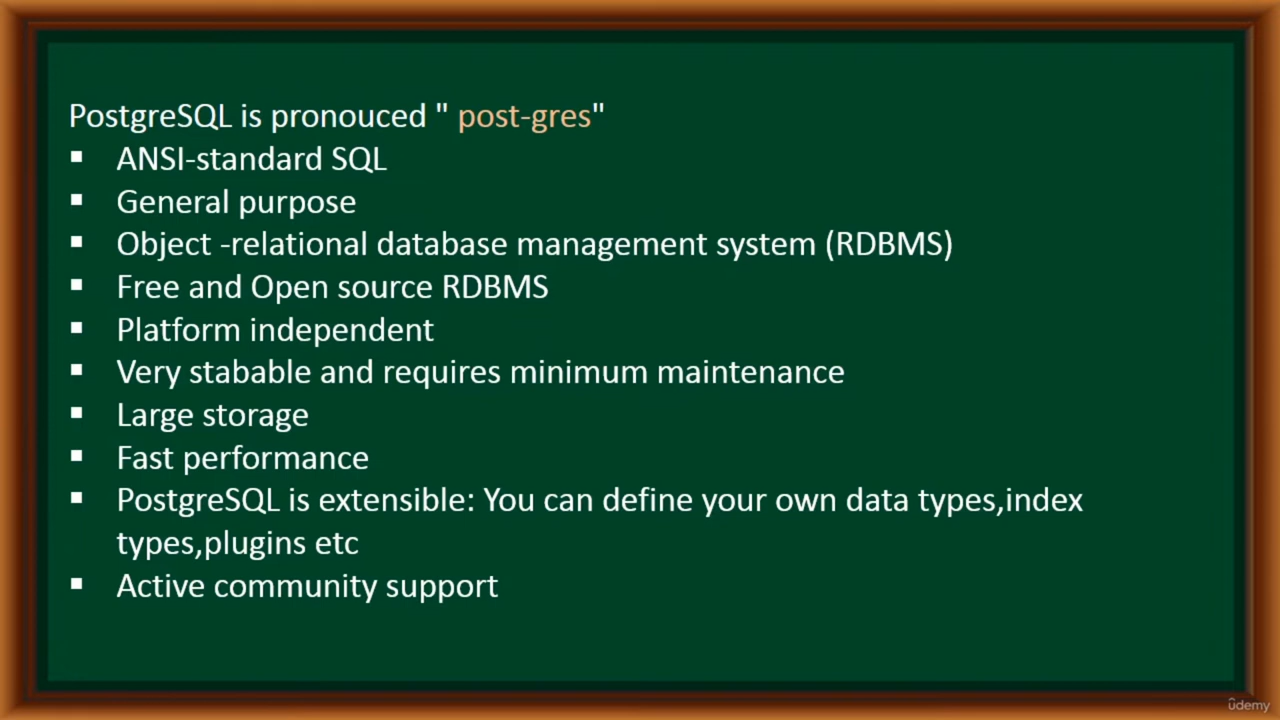 PostgreSQL is pronouced " post-gres"
▪ ANSI-standard SQL
▪ General purpose
▪ Object -relational database management system (RDBMS)
▪ Free and Open source RDBMS
▪ Platform independent
▪ Very stabable and requires minimum maintenance
▪ Large storage
▪ Fast performance
▪ PostgreSQL is extensible: You can define your own data types,index
types,plugins etc
▪ Active community support
ûdemy